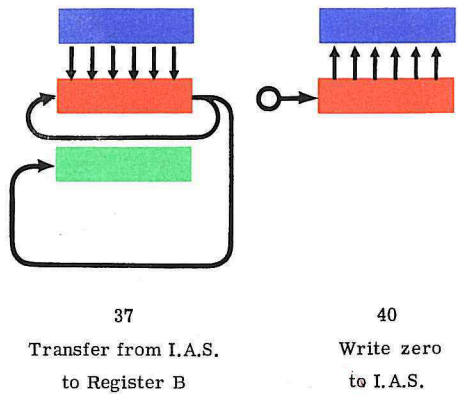 37
Transfer from I.A.S.
to Register B
40
Write zero
to I.A.S.